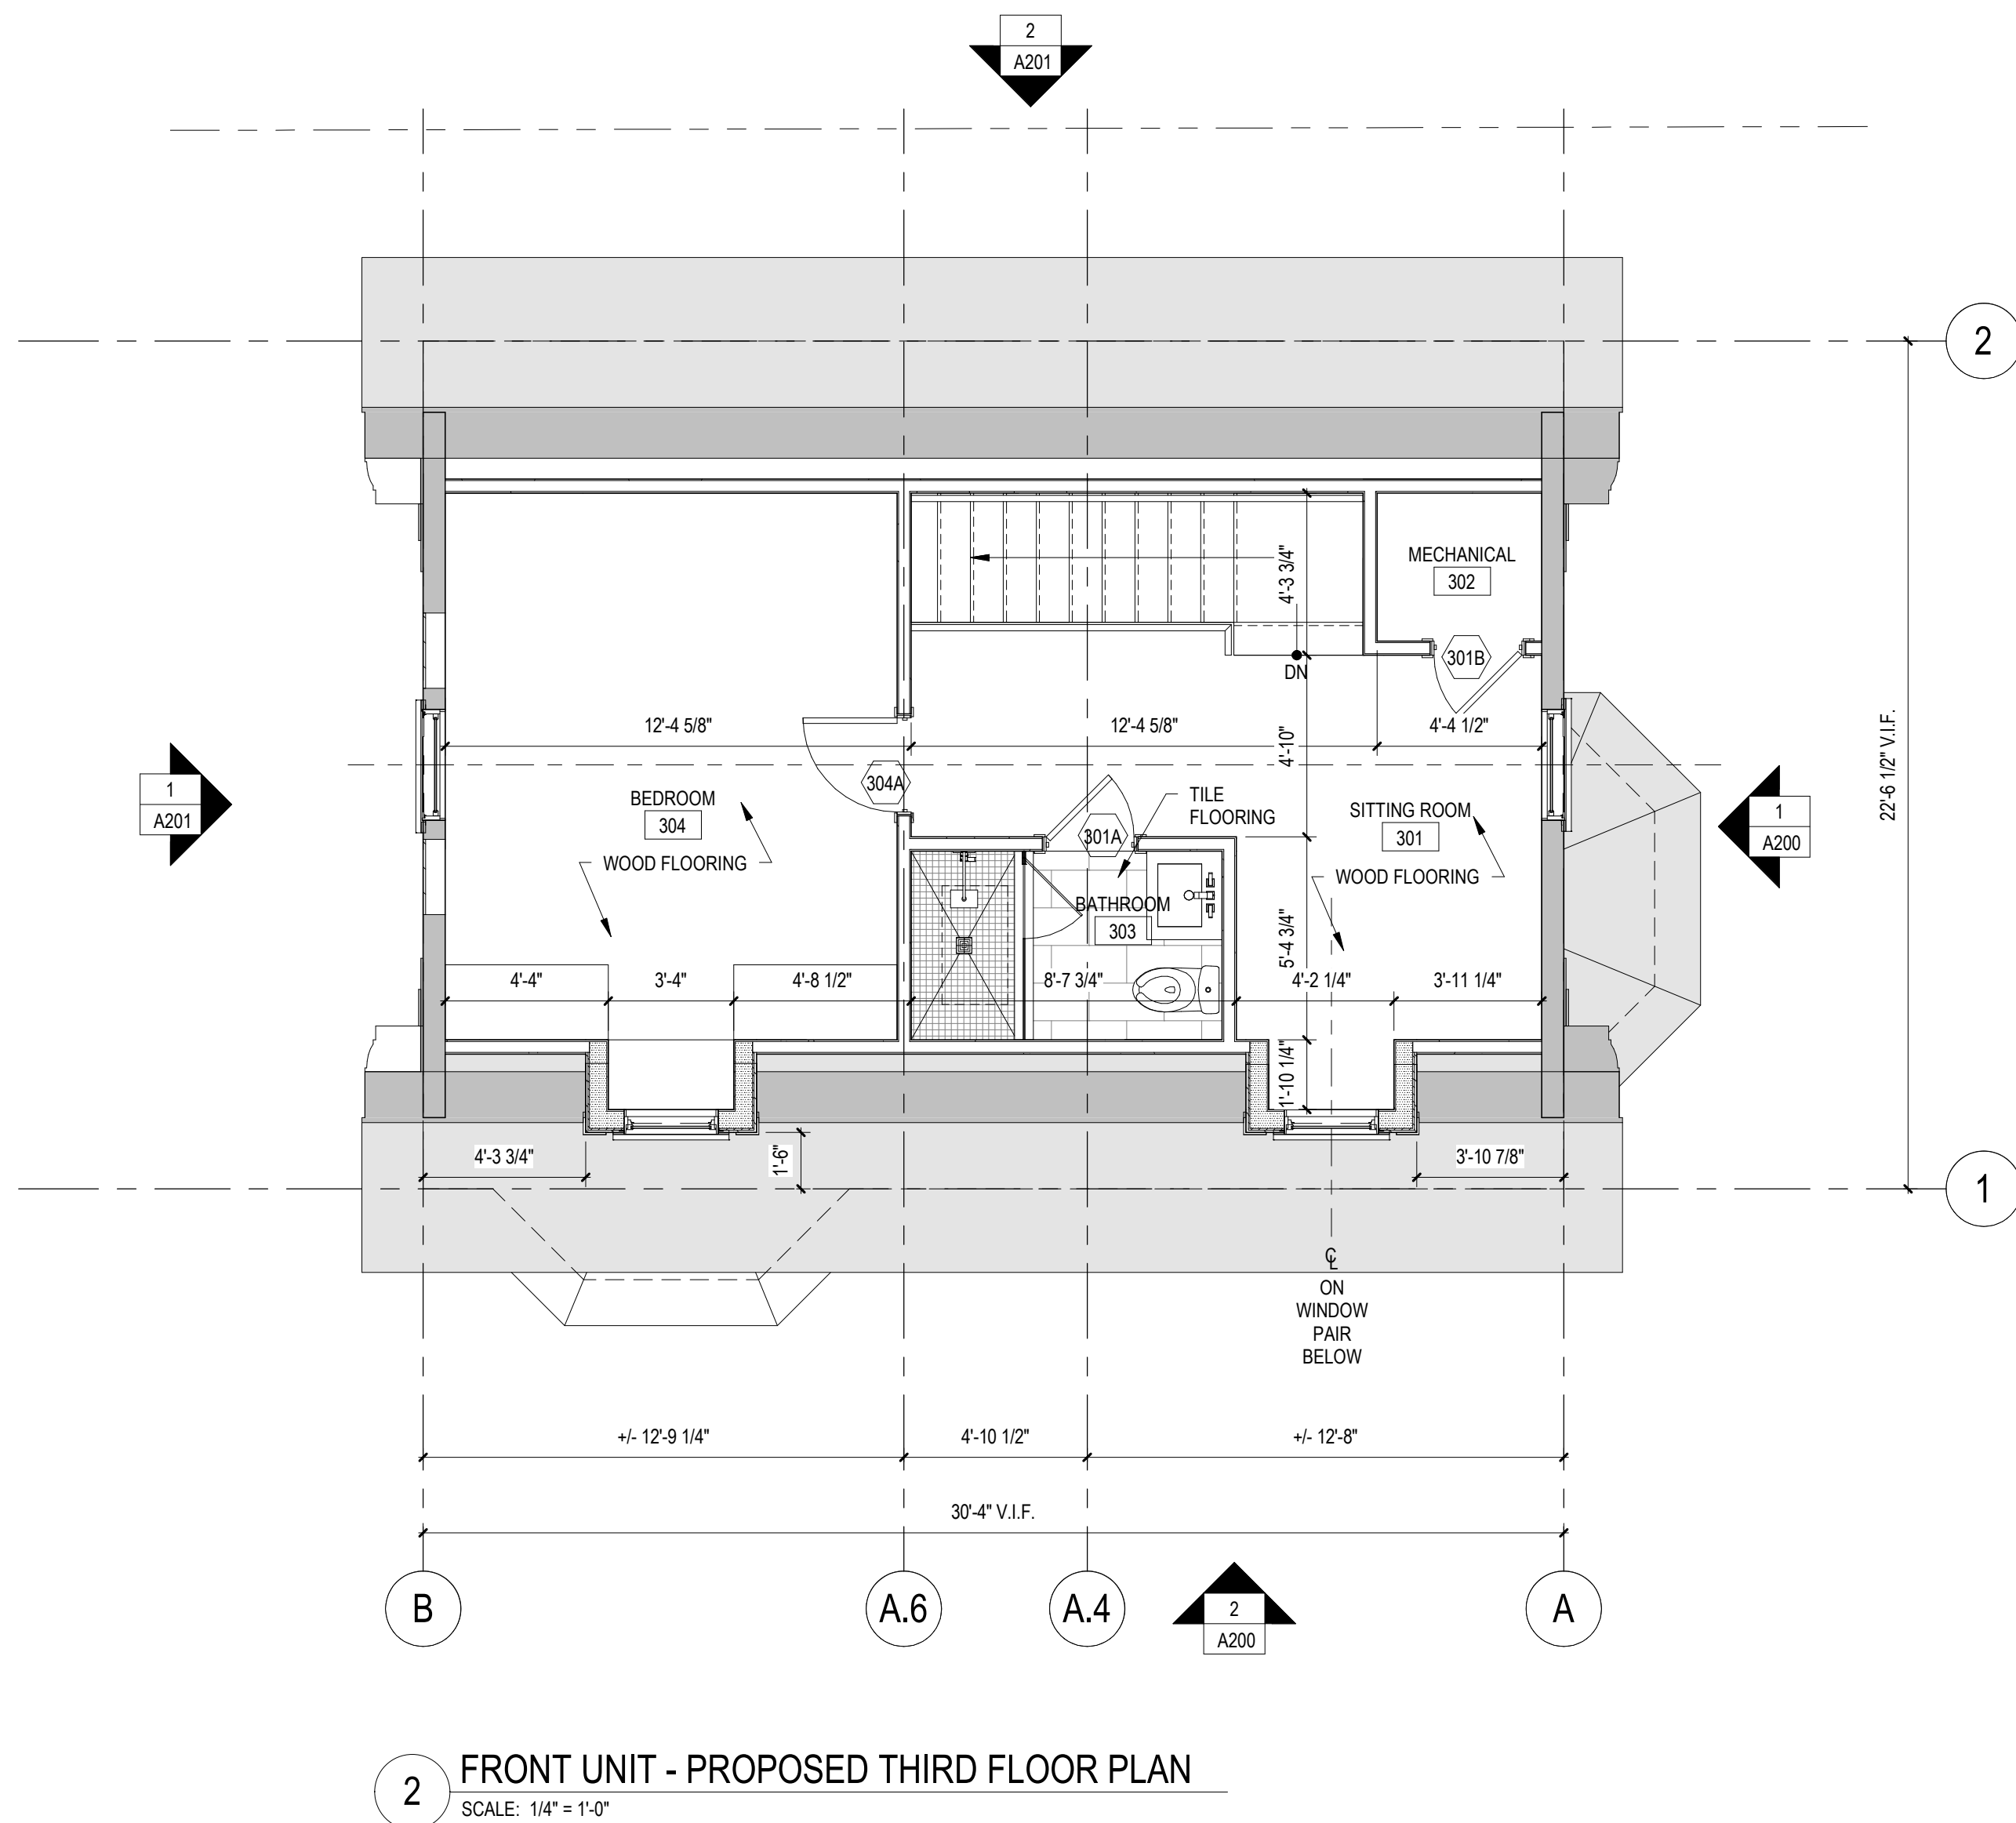 2
A201
2
MECHANICAL
302
4'-3 3/4"
301B
DN
12'-4 5/8"
12'-4 5/8"
4'-4 1/2"
4'-10"
22'-6 1/2" V.I.F.
1
A201
304A
BEDROOM
304
WOOD FLOORING
TILE
FLOORING
301A
SITTING ROOM
301
WOOD FLOORING
1
A200
BATHROOM
303
5'-4 3/4"
4'-4"
3'-4"
4'-8 1/2"
8'-7 3/4"
4'-2 1/4"
3'-11 1/4"
1'-10 1/4"
4'-3 3/4"
1'-6"
3'-10 7/8"
1
℄
ON
WINDOW
PAIR
BELOW
+/- 12'-9 1/4"
4'-10 1/2"
+/- 12'-8"
30'-4" V.I.F.
B
A.6
A.4
A
2
A200
2
FRONT UNIT - PROPOSED THIRD FLOOR PLAN
SCALE: 1/4" = 1'-0"